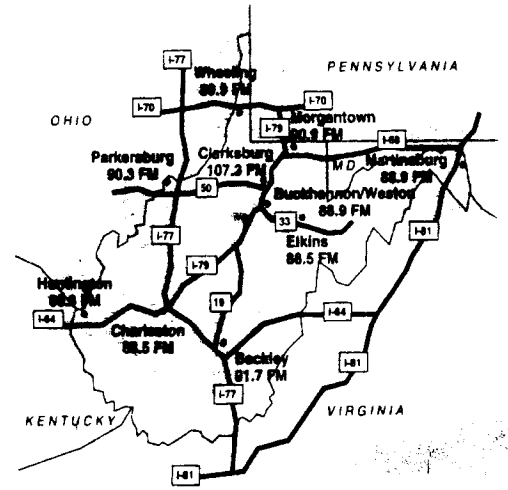 I-77
PENNSYLVANIA
Wheeling
89.9 FM
I-70
I-70
OHIO
I-79
Morgantown
90.9 FM
I-68
Parkersburg
90.3 FM
Clarksburg
107.3 FM
MD
Martinsburg
88.9 FM
50
Buckhannon/Weston
88.9 FM
33
Elkins
88.5 FM
I-77
I-81
I-79
Huntington
FM
19
I-64
I-64
Charleston
88.5 FM
Beckley
91.7 FM
I-81
I-77
KENTUCKY
VIRGINIA
I-81